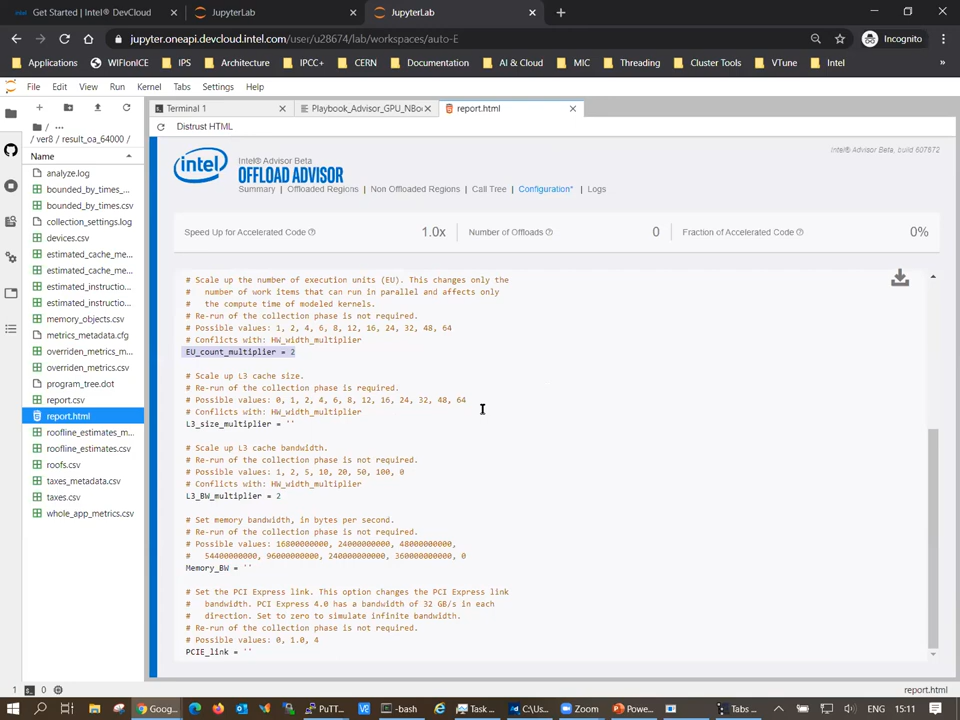 Get Started | Intel® DevCloud
JupyterLab
JupyterLab
jupyter.oneapi.devcloud.intel.com/user/u28674/lab/workspaces/auto-E
Incognito
Applications
WIFIonICE
IPS
Architecture
IPCC+
CERN
Documentation
AI & Cloud
MIC
Threading
Cluster Tools
VTune
Intel
»
File Edit View Run Kernel Tabs Settings Help
Terminal 1
Playbook_Advisor_GPU_NBo
report.html
/ ...
/ ver8 / result_oa_64000 /
Distrust HTML
Name
analyze.log
bounded_by_times_...
bounded_by_times.csv
collection_settings.log
devices.csv
estimated_cache_me...
estimated_cache_me...
estimated_instructio...
estimated_instructio...
memory_objects.csv
metrics_metadata.cfg
overriden_metrics_m...
overriden_metrics...
program_tree.dot
report.csv
report.html
roofline_estimates_m...
roofline_estimates.csv
roofs.csv
taxes_metadata.csv
taxes.csv
whole_app_metrics.csv
intel
Intel® Advisor Beta
OFFLOAD ADVISOR
Intel® Advisor Beta, build 607872
Summary | Offloaded Regions | Non Offloaded Regions | Call Tree | Configuration* | Logs
Speed Up for Accelerated Code 1.0x
Number of Offloads 0
Fraction of Accelerated Code 0%
# Scale up the number of execution units (EU). This changes only the
# number of work items that can run in parallel and affects only
# the compute time of modeled kernels.
# Re-run of the collection phase is not required.
# Possible values: 1, 2, 4, 6, 8, 12, 16, 24, 32, 48, 64
# Conflicts with: HW_width_multiplier
EU_count_multiplier = 2
# Scale up L3 cache size.
# Re-run of the collection phase is required.
# Possible values: 0, 1, 2, 4, 6, 8, 12, 16, 24, 32, 48, 64
# Conflicts with: HW_width_multiplier
L3_size_multiplier = ''
# Scale up L3 cache bandwidth.
# Re-run of the collection phase is not required.
# Possible values: 1, 2, 5, 10, 20, 50, 100, 0
# Conflicts with: HW_width_multiplier
L3_BW_multiplier = 2
# Set memory bandwidth, in bytes per second.
# Re-run of the collection phase is not required.
# Possible values: 16800000000, 24000000000, 48000000000,
# 54400000000, 96000000000, 240000000000, 360000000000, 0
Memory_BW = ''
# Set the PCI Express link. This option changes the PCI Express link
# bandwidth. PCI Express 4.0 has a bandwidth of 32 GB/s in each
# direction. Set to zero to simulate infinite bandwidth.
# Re-run of the collection phase is not required.
# Possible values: 0, 1.0, 4
PCIE_link = ''
1
0
report.html
Goog...
PuTT...
-bash
Task ...
C:\Us...
Zoom
Powe...
Tabs ...
ENG
15:11